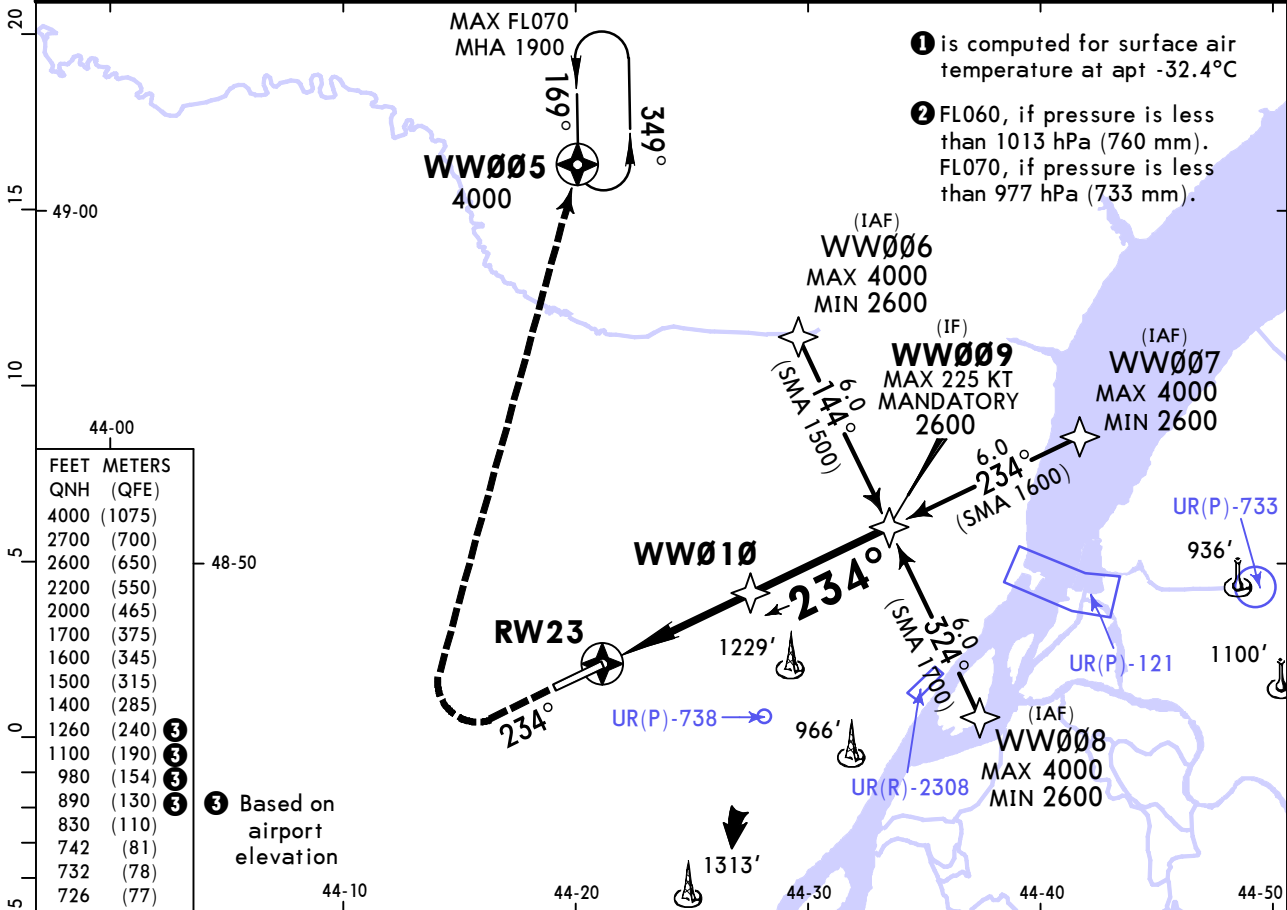 20
MAX FL070
MHA 1900
169°
349°
WWØØ5
4000
❶ is computed for surface air
temperature at apt -32.4°C
❷ FL060, if pressure is less
than 1013 hPa (760 mm).
FL070, if pressure is less
than 977 hPa (733 mm).
15
49-00
(IAF)
WWØØ6
MAX 4000
MIN 2600
(IF)
WWØØ9
MAX 225 KT
MANDATORY
2600
(IAF)
WWØØ7
MAX 4000
MIN 2600
10
6.0
144°
(SMA 1500)
6.0
234°
(SMA 1600)
44-00
FEET METERS
QNH (QFE)
4000 (1075)
2700 (700)
2600 (650)
2200 (550)
2000 (465)
1700 (375)
1600 (345)
1500 (315)
1400 (285)
1260 (240) ❸
1100 (190) ❸
980 (154) ❸
890 (130) ❸
830 (110)
742 (81)
732 (78)
726 (77)
❸ Based on
airport
elevation
5
48-50
WWØ1Ø
234°
RW23
234°
1229'
UR(P)-738
966'
1313'
6.0
324°
(SMA 1700)
UR(P)-733
936'
UR(P)-121
1100'
UR(R)-2308
(IAF)
WWØØ8
MAX 4000
MIN 2600
0
5
44-10
44-20
44-30
44-40
44-50